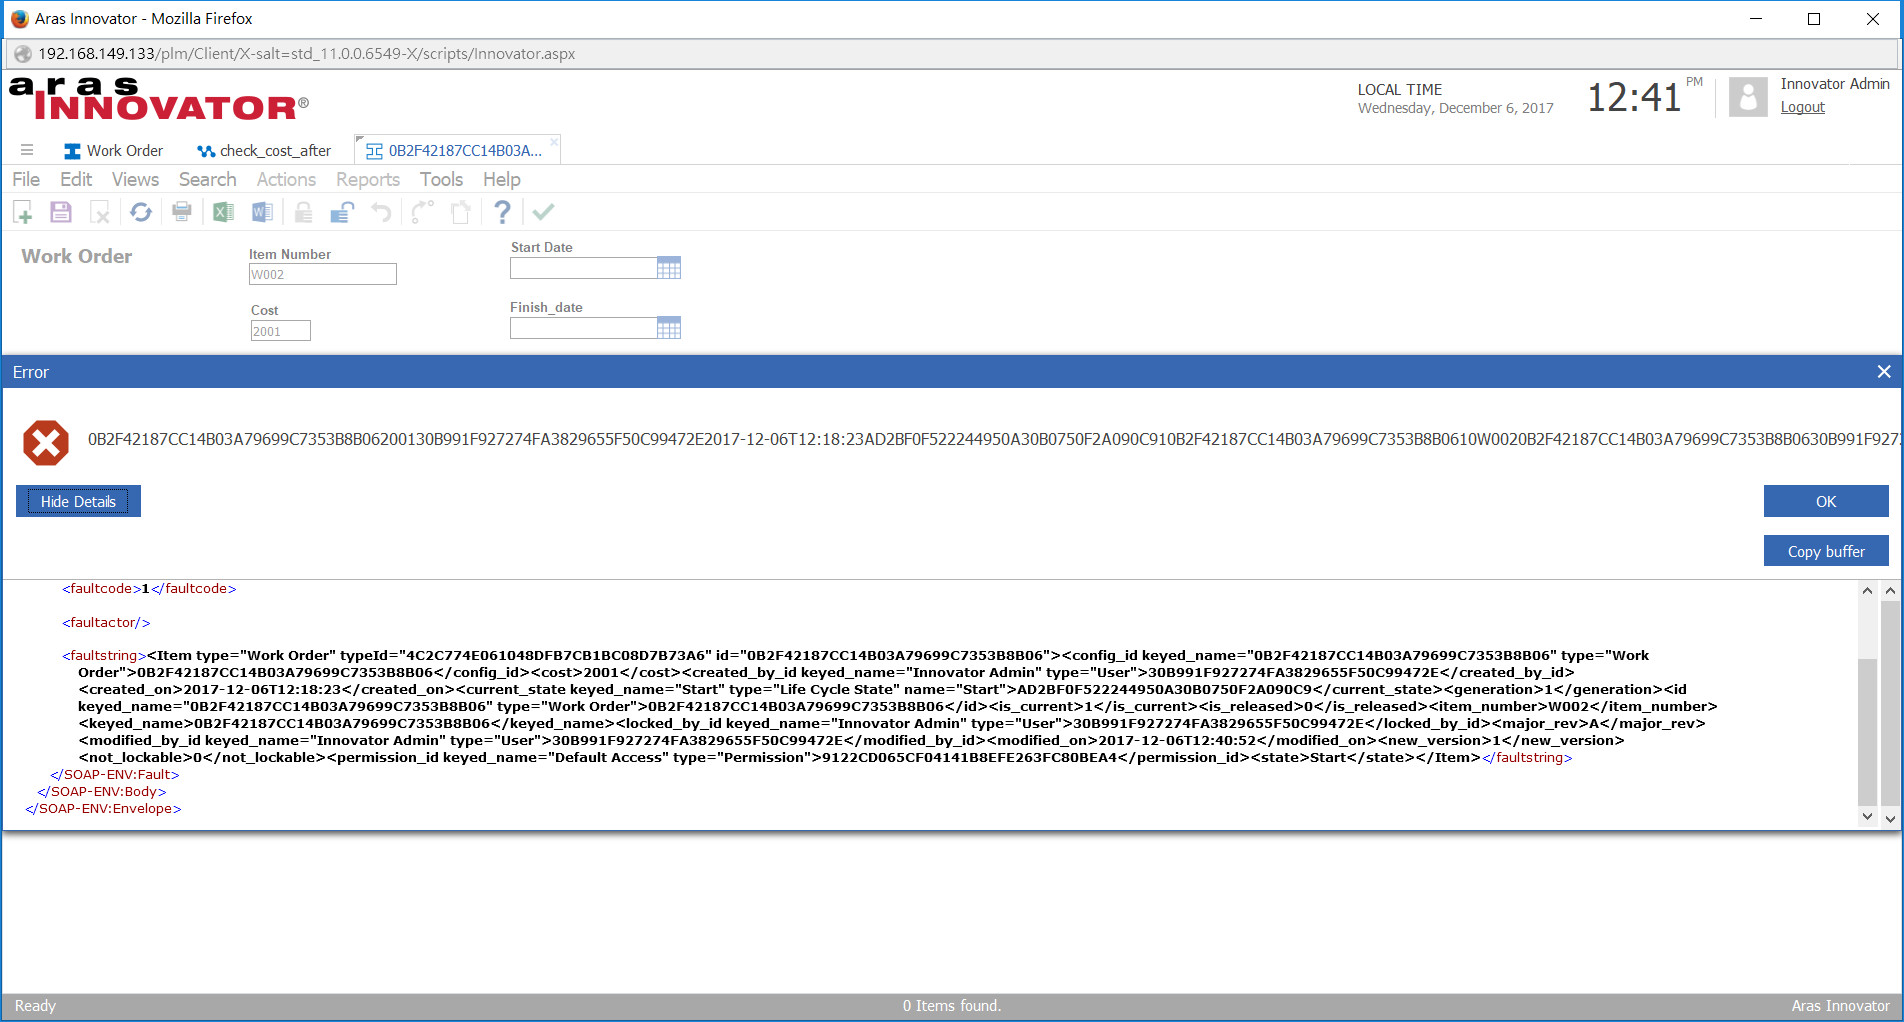 Aras Innovator - Mozilla Firefox
192.168.149.133/plm/Client/X-salt=std_11.0.0.6549-X/scripts/Innovator.aspx
aras
INNOVATOR®
LOCAL TIME
Wednesday, December 6, 2017
12:41 PM
Innovator Admin
Logout
Work Order check_cost_after 0B2F42187CC14B03A...
File Edit Views Search Actions Reports Tools Help
Work Order
Item Number
W002
Start Date
Cost
2001
Finish_date
Error
0B2F42187CC14B03A79699C7353B8B06200130B991F927274FA3829655F50C99472E2017-12-06T12:18:23AD2BF0F522244950A30B0750F2A090C910B2F42187CC14B03A79699C7353B8B0610W0020B2F42187CC14B03A79699C7353B8B0630B991F927
Hide Details
OK
Copy buffer
<faultcode>1</faultcode>
<faultactor/>
<faultstring><Item type="Work Order" typeId="4C2C774E061048DFB7CB1BC08D7B73A6" id="0B2F42187CC14B03A79699C7353B8B06"><config_id keyed_name="0B2F42187CC14B03A79699C7353B8B06" type="Work
Order">0B2F42187CC14B03A79699C7353B8B06</config_id><cost>2001</cost><created_by_id keyed_name="Innovator Admin" type="User">30B991F927274FA3829655F50C99472E</created_by_id>
<created_on>2017-12-06T12:18:23</created_on><current_state keyed_name="Start" type="Life Cycle State" name="Start">AD2BF0F522244950A30B0750F2A090C9</current_state><generation>1</generation><id
keyed_name="0B2F42187CC14B03A79699C7353B8B06" type="Work Order">0B2F42187CC14B03A79699C7353B8B06</id><is_current>1</is_current><is_released>0</is_released><item_number>W002</item_number>
<keyed_name>0B2F42187CC14B03A79699C7353B8B06</keyed_name><locked_by_id keyed_name="Innovator Admin" type="User">30B991F927274FA3829655F50C99472E</locked_by_id><major_rev>A</major_rev>
<modified_by_id keyed_name="Innovator Admin" type="User">30B991F927274FA3829655F50C99472E</modified_by_id><modified_on>2017-12-06T12:40:52</modified_on><new_version>1</new_version>
<not_lockable>0</not_lockable><permission_id keyed_name="Default Access" type="Permission">9122CD065CF04141B8EFE263FC80BEA4</permission_id><state>Start</state></Item></faultstring>
</SOAP-ENV:Fault>
</SOAP-ENV:Body>
</SOAP-ENV:Envelope>
Ready
0 Items found.
Aras Innovator